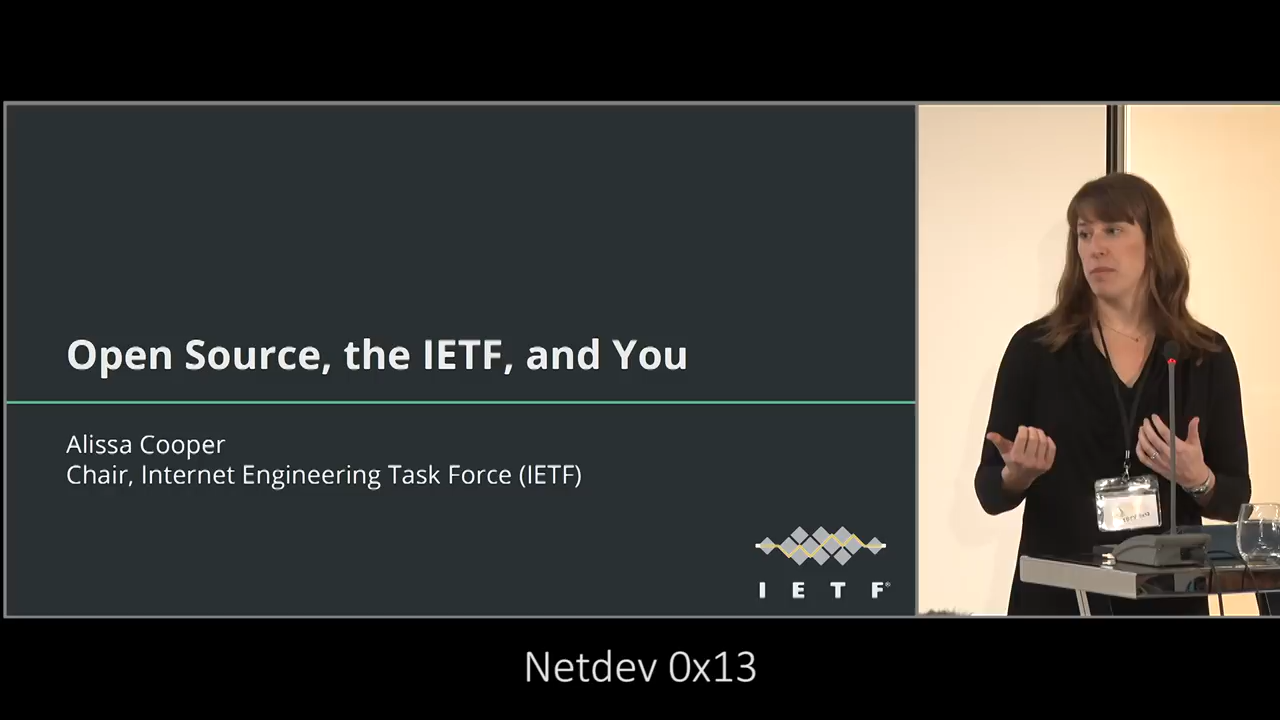 Open Source, the IETF, and You
Alissa Cooper
Chair, Internet Engineering Task Force (IETF)
I E T F®
Netdev 0x13